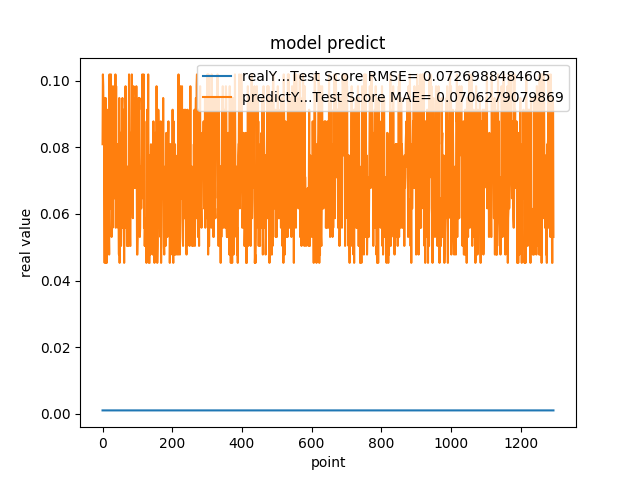 model predict
realY...Test Score RMSE= 0.0726988484605
predictY...Test Score MAE= 0.0706279079869
0.10
0.08
0.06
0.04
0.02
0.00
real value
0 200 400 600 800 1000 1200
point